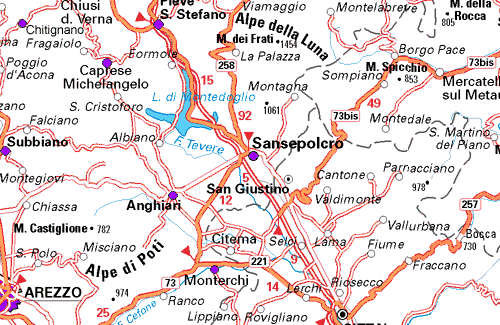 Chiusi
d. Verna
Pieve
S. Stefano
Viamaggio
Montelabreve
M. della
Rocca
805
Chitignano
Fragaiolo
Alpe della Luna
M. dei Frati
1454
Borgo Pace
Formole
258
La Palazza
M. Spicchio
853
73bis
Poggio
d'Acona
Caprese
Michelangelo
15
Sompiano
Mercatell
sul Metau
Montagna
49
L. di Montedoglio
S. Cristoforo
1061
92
73bis
Montedale
S. Martino
del Piano
Falciano
Albiano
F. Tevere
Sansepolcro
Subbiano
Parnacciano
978
Montegiovi
5
Cantone
San Giustino
Valdimonte
Anghiari
12
Chiassa
257
M. Castiglione
782
Vallurbana
Bocca
730
Citerna
Selci
Lama
Fiume
S. Polo
Misciano
Alpe di Poti
9
221
Fraccano
Monterchi
AREZZO
974
73
14
Lerchi
Riosecco
25
Ranco
S. Cefone
Lippiano
Rovigliano